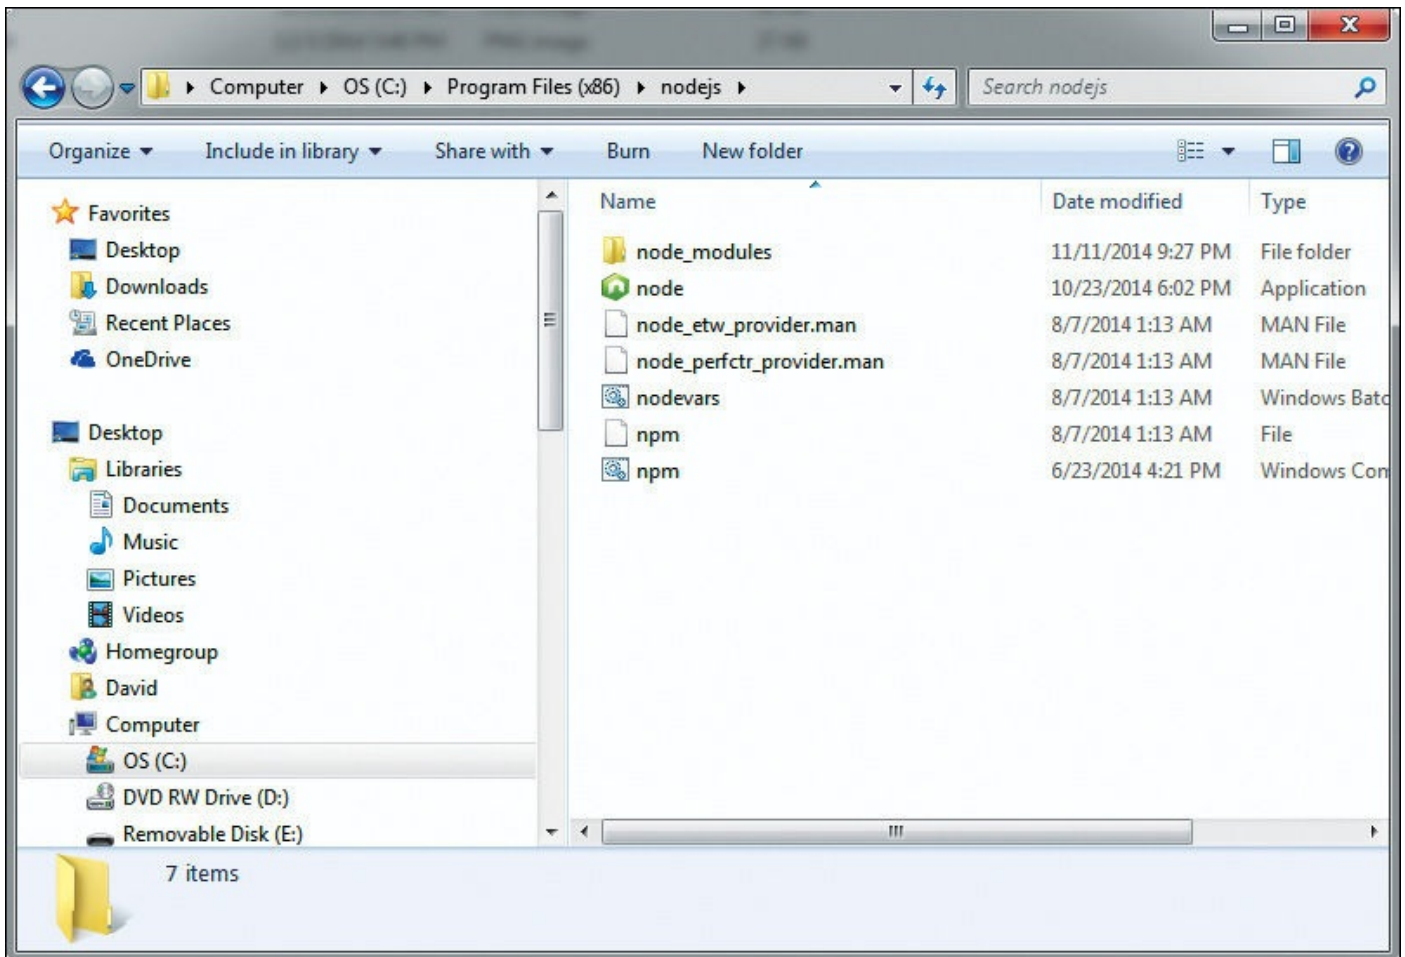 Computer OS (C:) Program Files (x86) nodejs Search nodejs
Organize Include in library Share with Burn New folder
Favorites
Desktop
Downloads
Recent Places
OneDrive
Desktop
Libraries
Documents
Music
Pictures
Videos
Homegroup
David
Computer
OS (C:)
DVD RW Drive (D:)
Removable Disk (E:)
Name Date modified Type
node_modules 11/11/2014 9:27 PM File folder
node 10/23/2014 6:02 PM Application
node_etw_provider.man 8/7/2014 1:13 AM MAN File
node_perfctr_provider.man 8/7/2014 1:13 AM MAN File
nodevars 8/7/2014 1:13 AM Windows Batc
npm 8/7/2014 1:13 AM File
npm 6/23/2014 4:21 PM Windows Com
7 items